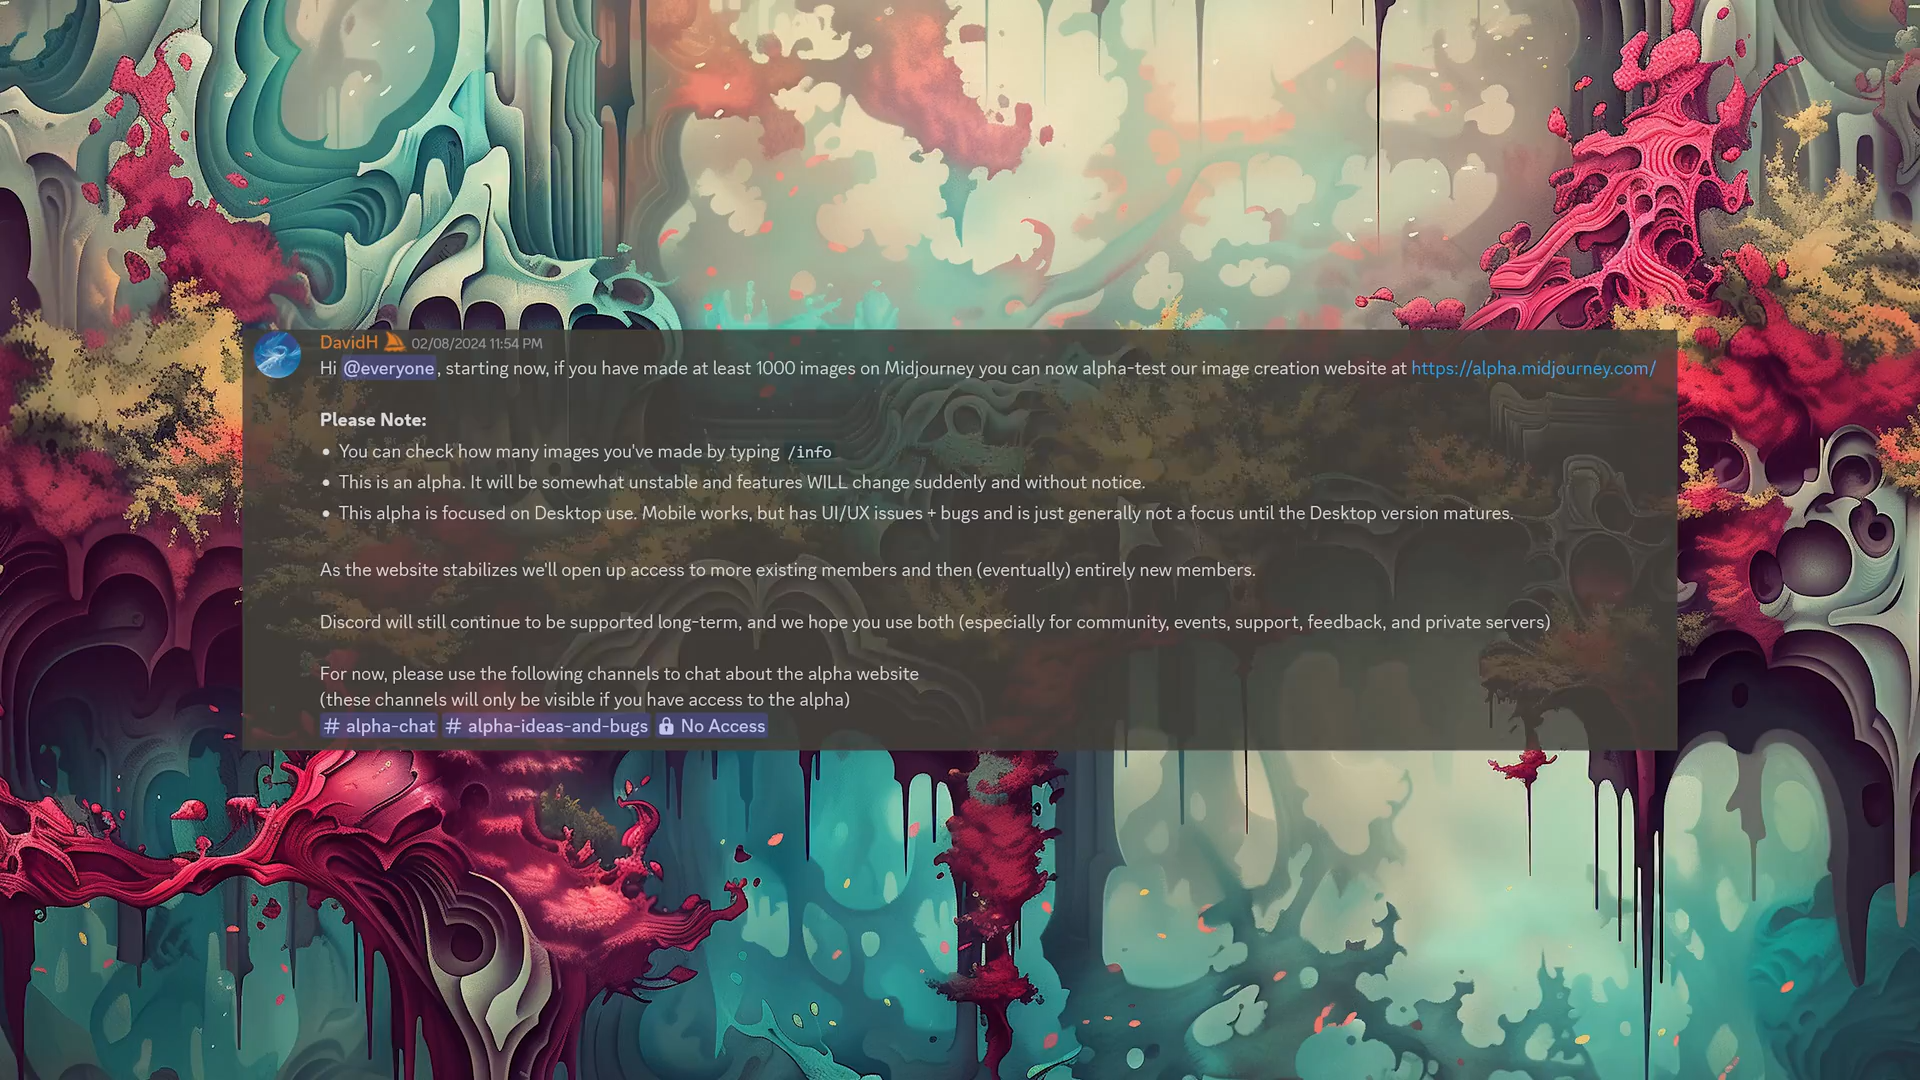 DavidH 02/08/2024 11:54 PM
Hi @everyone, starting now, if you have made at least 1000 images on Midjourney you can now alpha-test our image creation website at https://alpha.midjourney.com/
Please Note:
• You can check how many images you've made by typing /info
• This is an alpha. It will be somewhat unstable and features WILL change suddenly and without notice.
• This alpha is focused on Desktop use. Mobile works, but has UI/UX issues + bugs and is just generally not a focus until the Desktop version matures.
As the website stabilizes we'll open up access to more existing members and then (eventually) entirely new members.
Discord will still continue to be supported long-term, and we hope you use both (especially for community, events, support, feedback, and private servers)
For now, please use the following channels to chat about the alpha website
(these channels will only be visible if you have access to the alpha)
# alpha-chat # alpha-ideas-and-bugs No Access